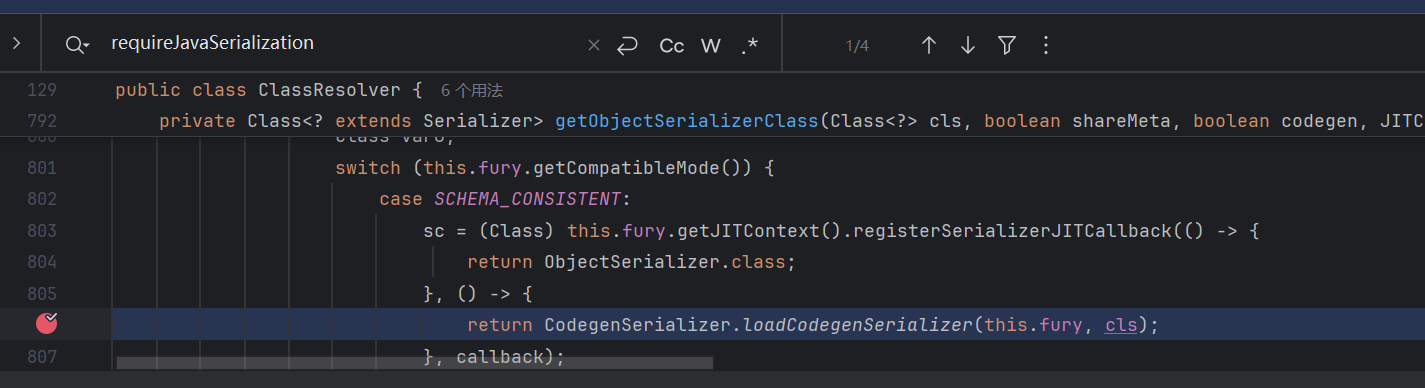 requireJavaSerialization
Cc W .*
1/4
129 public class ClassResolver { 6 个用法
792 private Class<? extends Serializer> getObjectSerializerClass(Class<?> cls, boolean shareMeta, boolean codegen, JITC
801 switch (this.fury.getCompatibleMode()) {
802 case SCHEMA_CONSISTENT:
803 sc = (Class) this.fury.getJITContext().registerSerializerJITCallback(() -> {
804 return ObjectSerializer.class;
805 }, () -> {
return CodegenSerializer.loadCodegenSerializer(this.fury, cls);
807 }, callback);